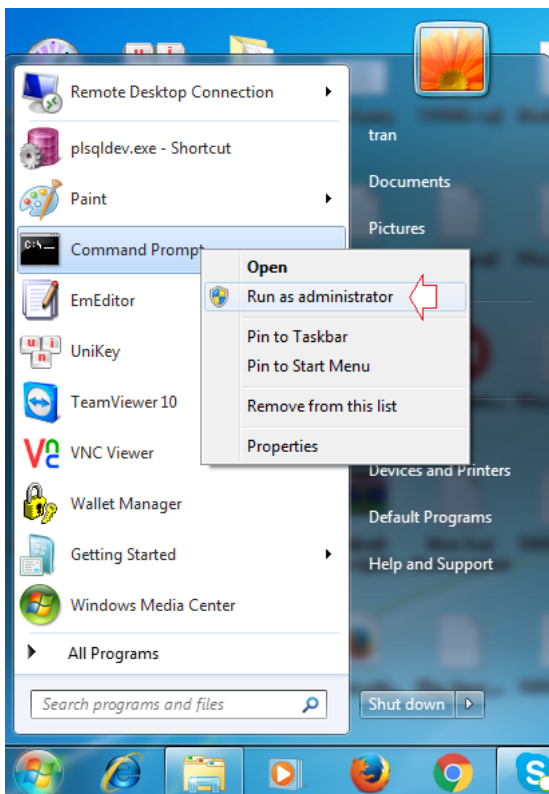 Remote Desktop Connection
plsqldev.exe - Shortcut
Paint
Command Prompt
EmEditor
UniKey
TeamViewer 10
VNC Viewer
Wallet Manager
Getting Started
Windows Media Center
All Programs
Search programs and files
Open
Run as administrator
Pin to Taskbar
Pin to Start Menu
Remove from this list
Properties
tran
Documents
Pictures
Devices and Printers
Default Programs
Help and Support
Shut down